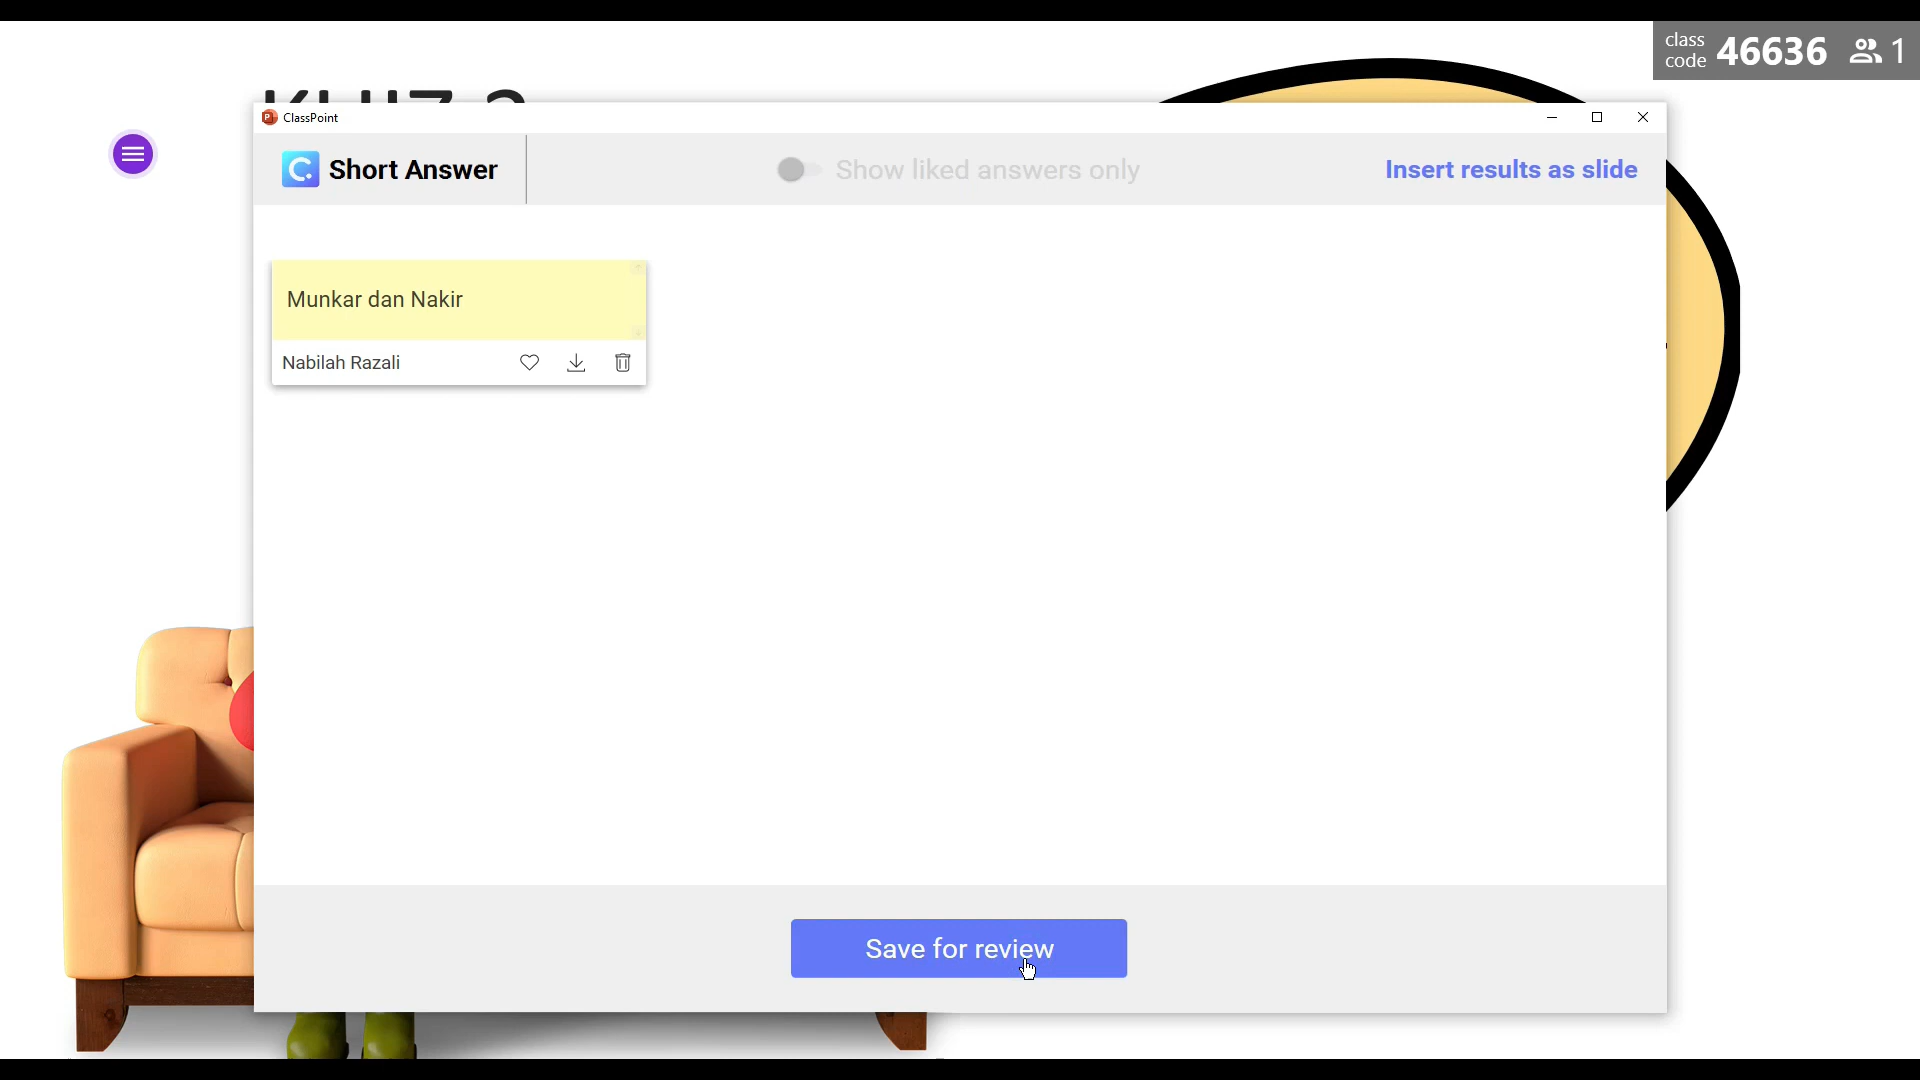 class
code 46636 1
ClassPoint
Short Answer
Show liked answers only
Insert results as slide
Munkar dan Nakir
Nabilah Razali
Save for review